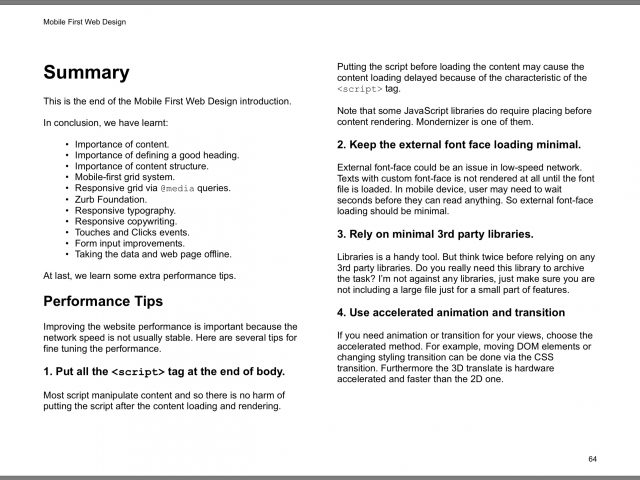 Mobile First Web Design
Summary
This is the end of the Mobile First Web Design introduction.
In conclusion, we have learnt:
• Importance of content.
• Importance of defining a good heading.
• Importance of content structure.
• Mobile-first grid system.
• Responsive grid via @media queries.
• Zurb Foundation.
• Responsive typography.
• Responsive copywriting.
• Touches and Clicks events.
• Form input improvements.
• Taking the data and web page offline.
At last, we learn some extra performance tips.
Performance Tips
Improving the website performance is important because the
network speed is not usually stable. Here are several tips for
fine tuning the performance.
1. Put all the <script> tag at the end of body.
Most script manipulate content and so there is no harm of
putting the script after the content loading and rendering.
Putting the script before loading the content may cause the
content loading delayed because of the characteristic of the
<script> tag.
Note that some JavaScript libraries do require placing before
content rendering. Mondernizer is one of them.
2. Keep the external font face loading minimal.
External font-face could be an issue in low-speed network.
Texts with custom font-face is not rendered at all until the font
file is loaded. In mobile device, user may need to wait
seconds before they can read anything. So external font-face
loading should be minimal.
3. Rely on minimal 3rd party libraries.
Libraries is a handy tool. But think twice before relying on any
3rd party libraries. Do you really need this library to archive
the task? I'm not against any libraries, just make sure you are
not including a large file just for a small part of features.
4. Use accelerated animation and transition
If you need animation or transition for your views, choose the
accelerated method. For example, moving DOM elements or
changing styling transition can be done via the CSS
transition. Furthermore the 3D translate is hardware
accelerated and faster than the 2D one.
64